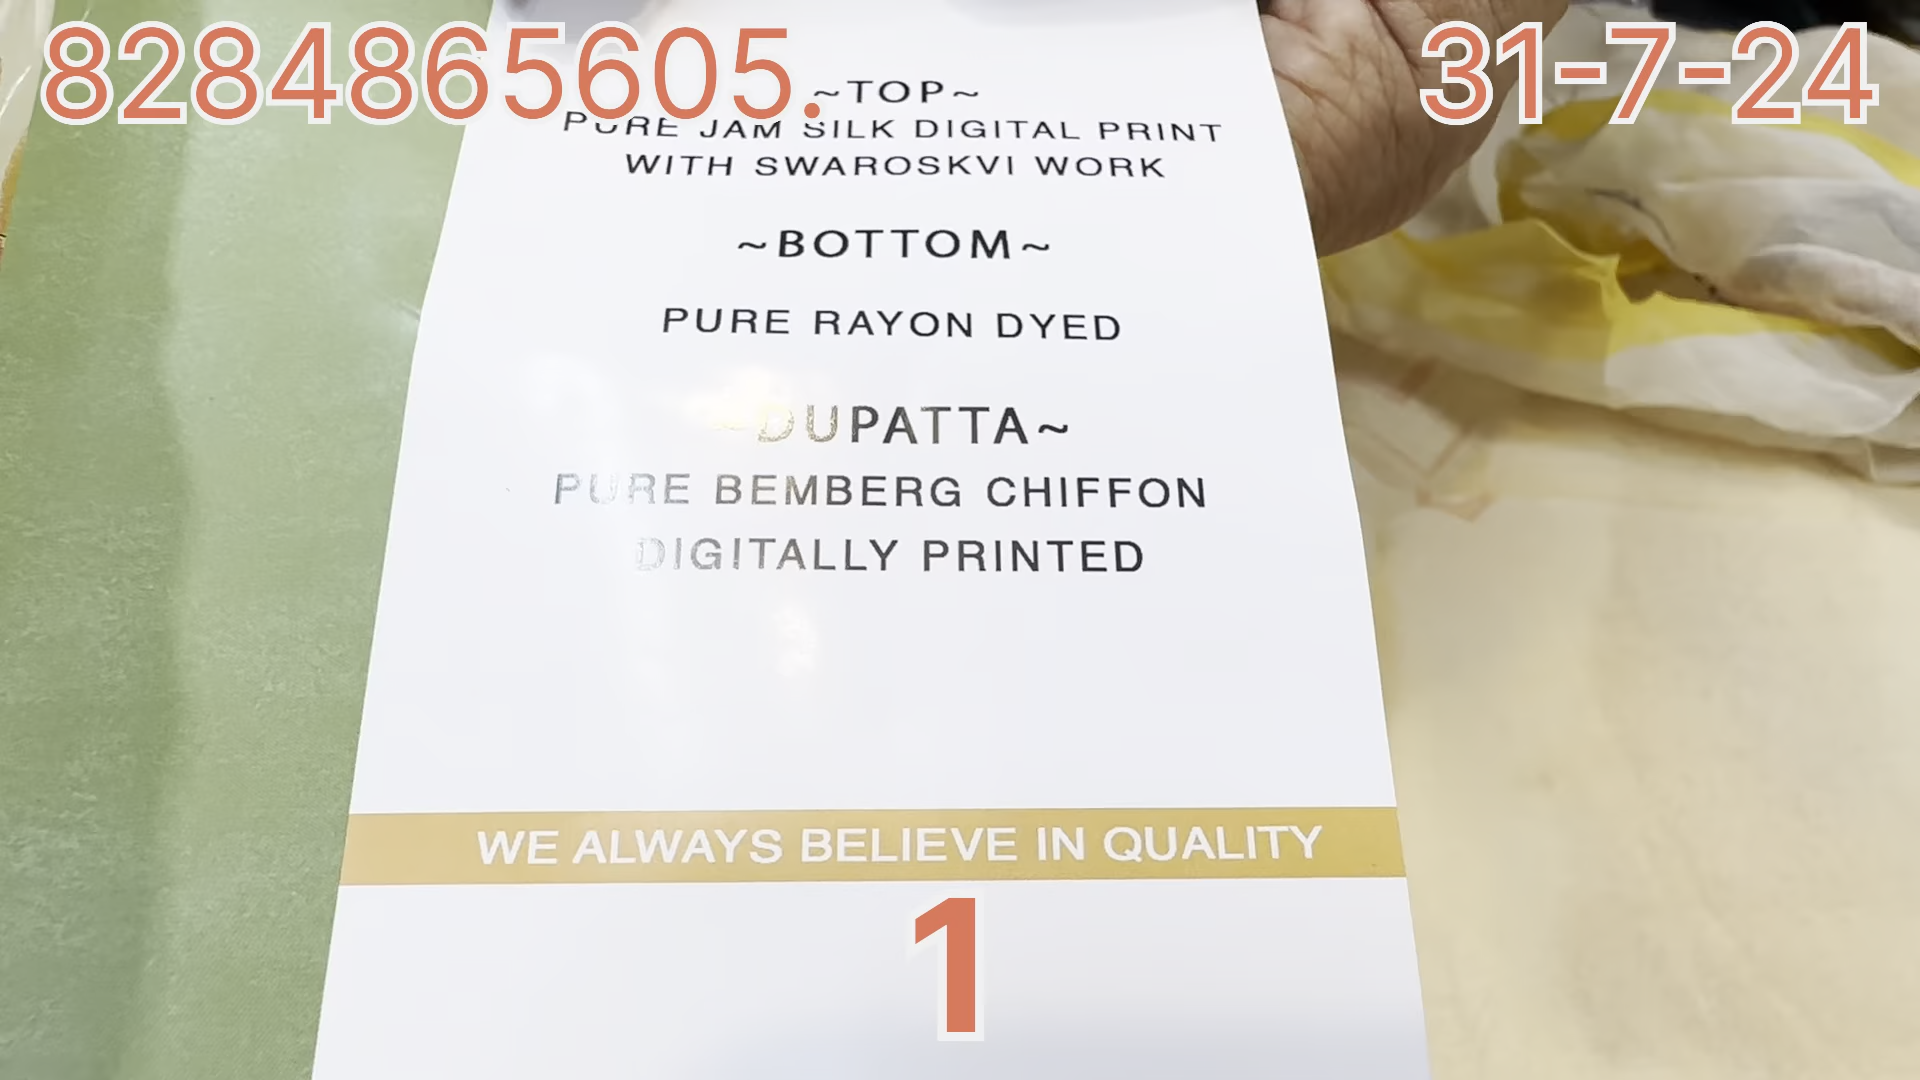 8284865605.
31-7-24
~TOP~
PURE JAM SILK DIGITAL PRINT
WITH SWAROSKVI WORK
~BOTTOM~
PURE RAYON DYED
~DUPATTA~
PURE BEMBERG CHIFFON
DIGITALLY PRINTED
WE ALWAYS BELIEVE IN QUALITY
1